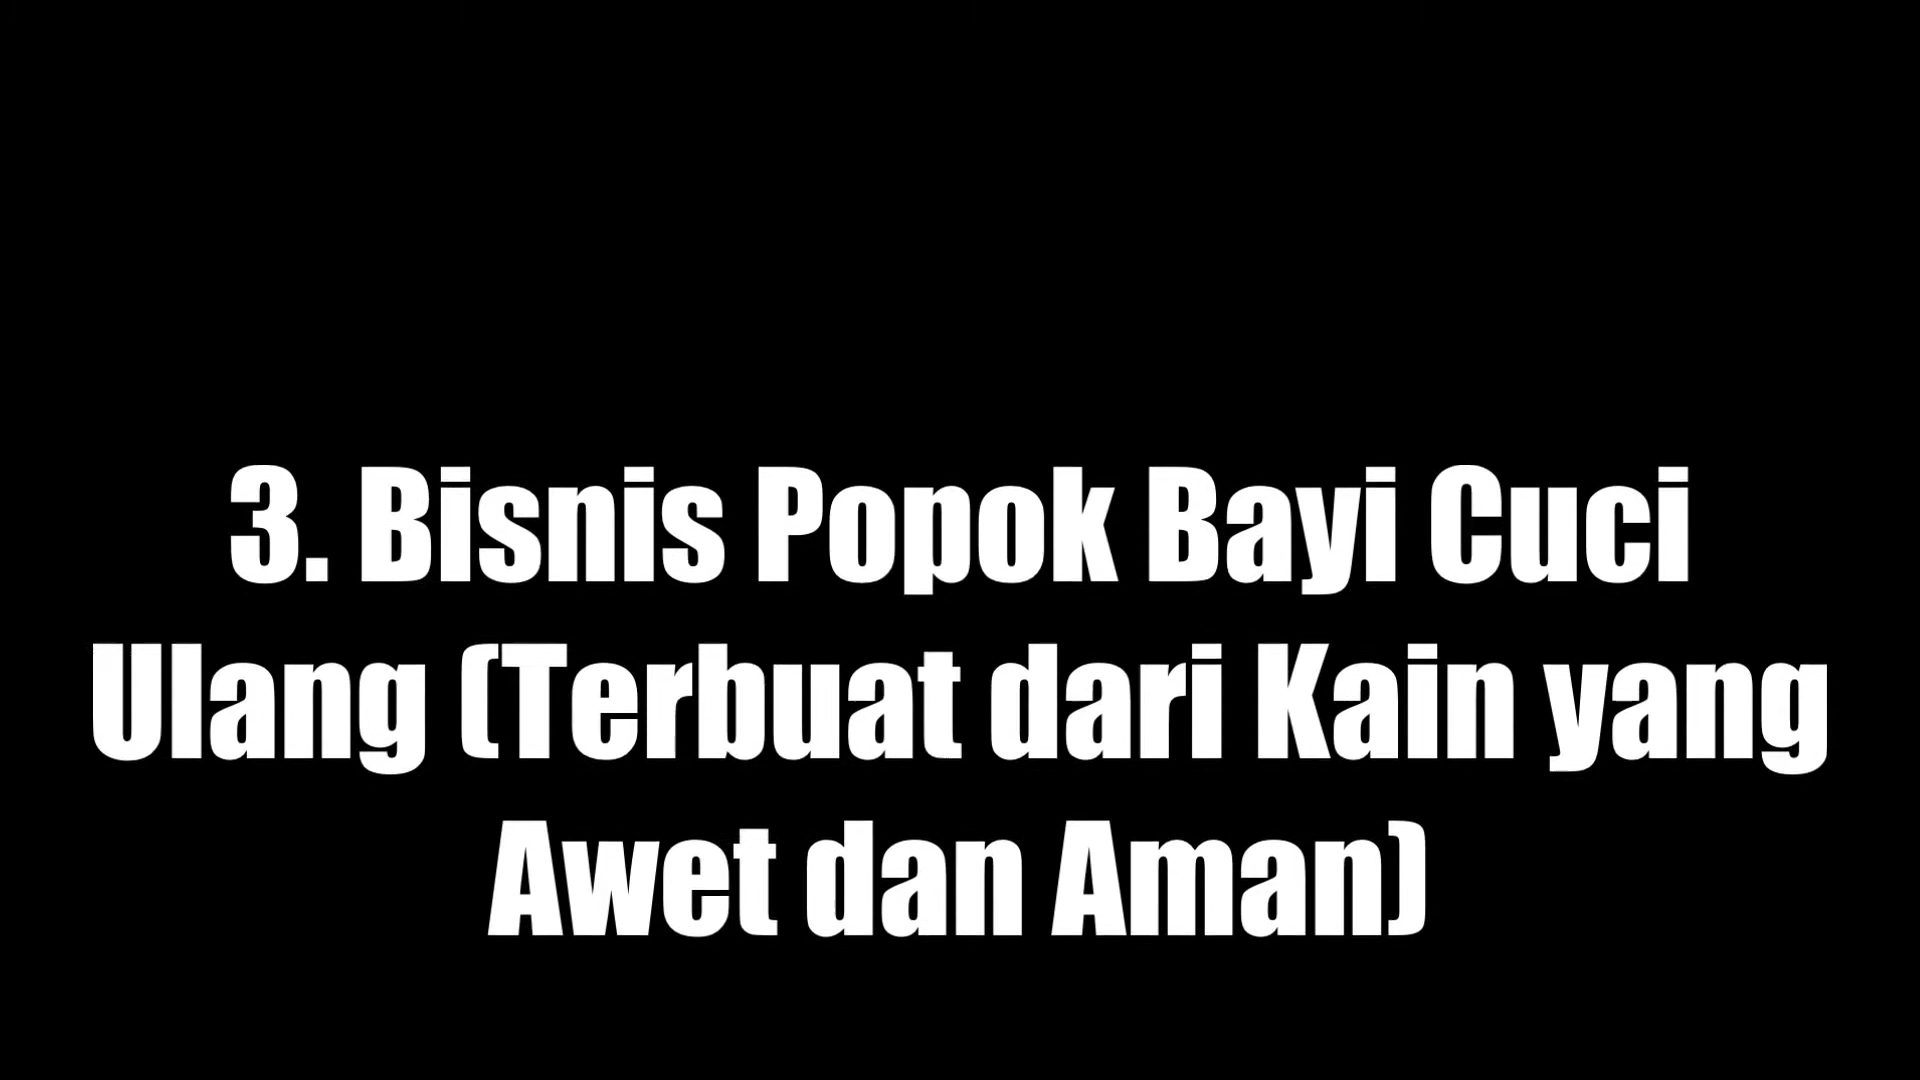 3. Bisnis Popok Bayi Cuci
Ulang (Terbuat dari Kain yang
Awet dan Aman)